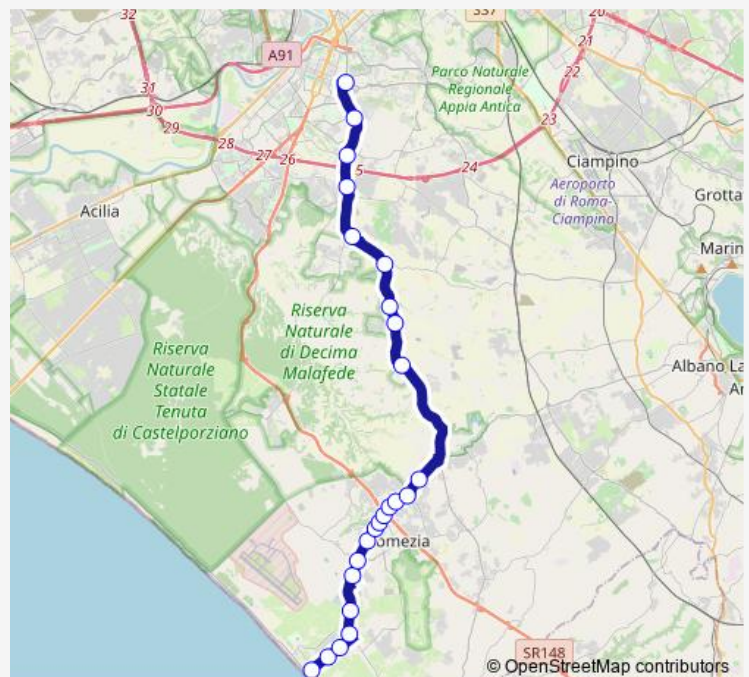 32
S37
20
A91
21
Parco Naturale
Regionale
Appia Antica
22
31
30
29
28
27
26
5
24
23
Ciampino
Aeroporto
di Roma-
Ciampino
Grotta
Acilia
Marin
Riserva
Naturale
di Decima
Malafede
Riserva
Naturale
Statale
Tenuta
di Castelporziano
Albano La
Ar
omezia
SR148
© OpenStreetMap contributors